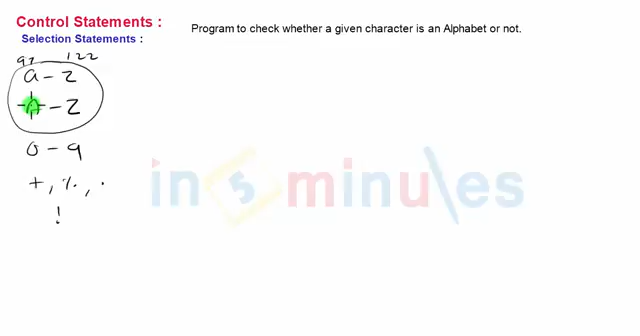 Control Statements :
Program to check whether a given character is an Alphabet or not.
Selection Statements :
97 122
a - z
A - Z
0 - 9
+, %, .
!
in 5 minutes